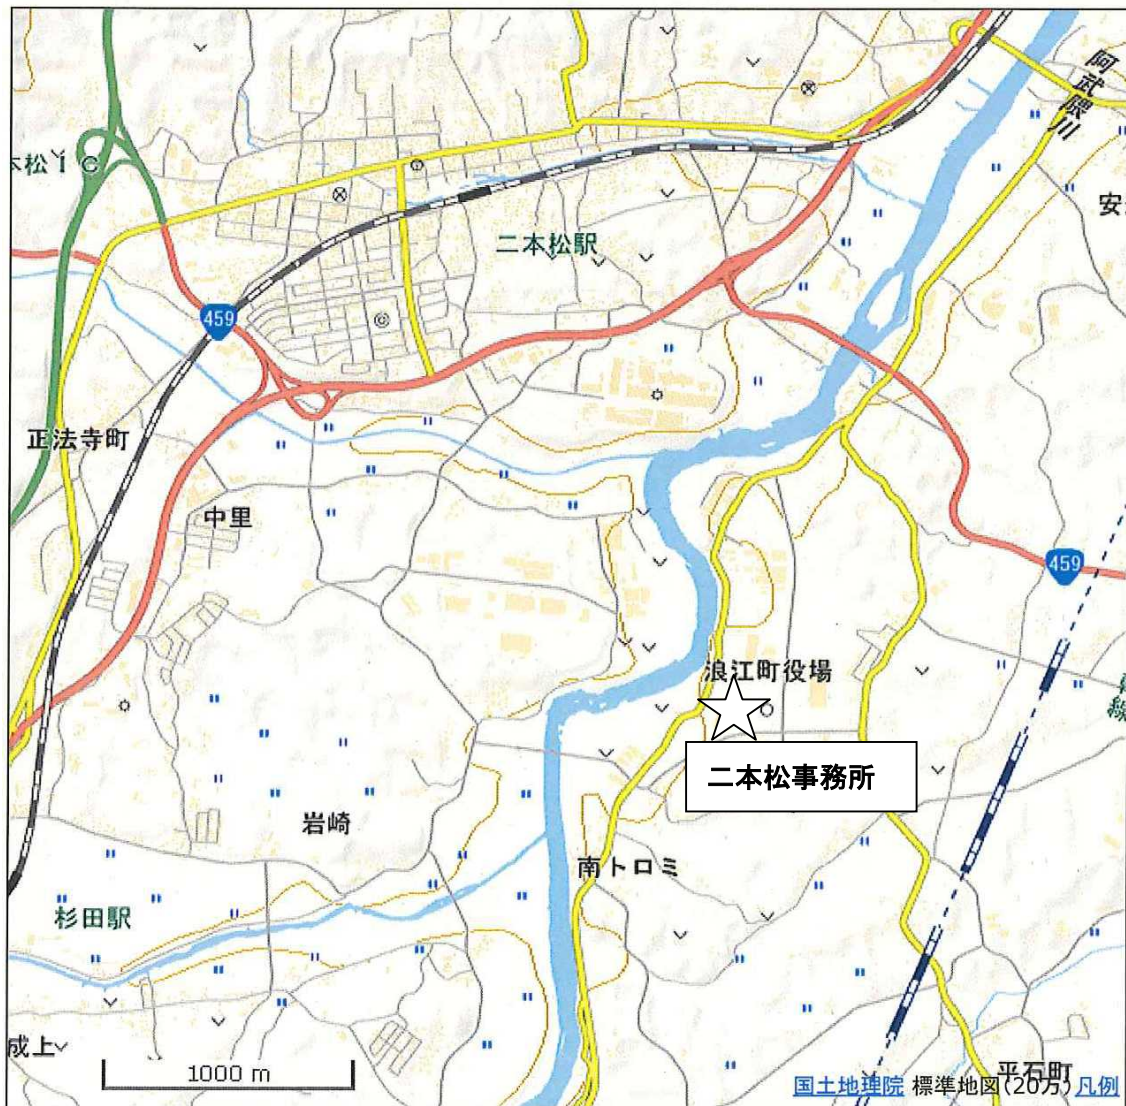 阿武隈川
本松ＩＣ
安
二本松駅
459
正法寺町
中里
459
浪江町役場
線
二本松事務所
岩崎
南トロミ
杉田駅
成上
1000 m
平石町
国土地理院 標準地図(20万) 凡例